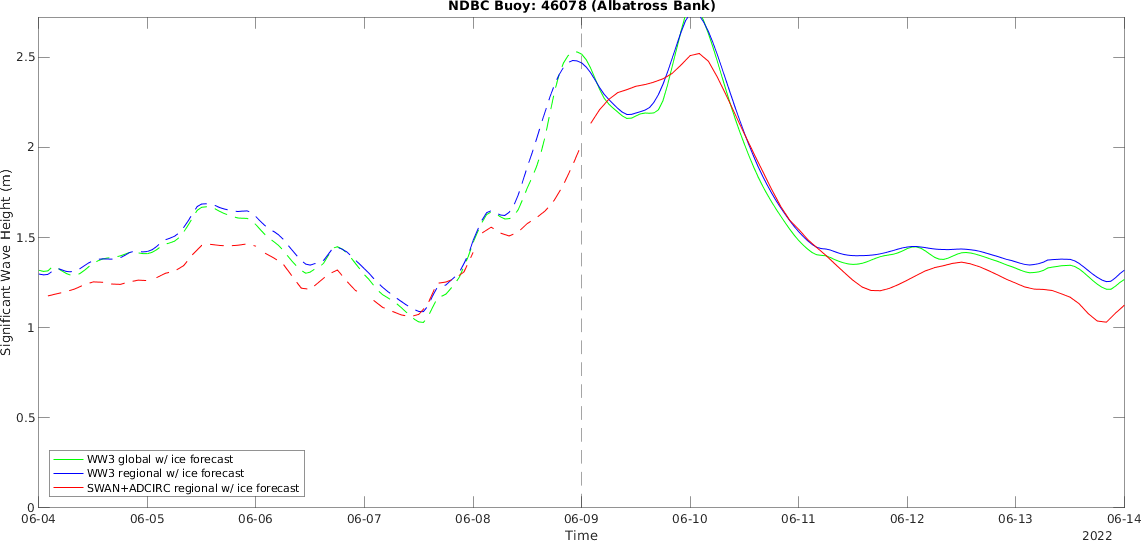 NDBC Buoy: 46078 (Albatross Bank)
2.5
2
1.5
1
0.5
0
Significant Wave Height (m)
WW3 global w/ ice forecast
WW3 regional w/ ice forecast
SWAN+ADCIRC regional w/ ice forecast
06-04 06-05 06-06 06-07 06-08 06-09 06-10 06-11 06-12 06-13 06-14
Time
2022